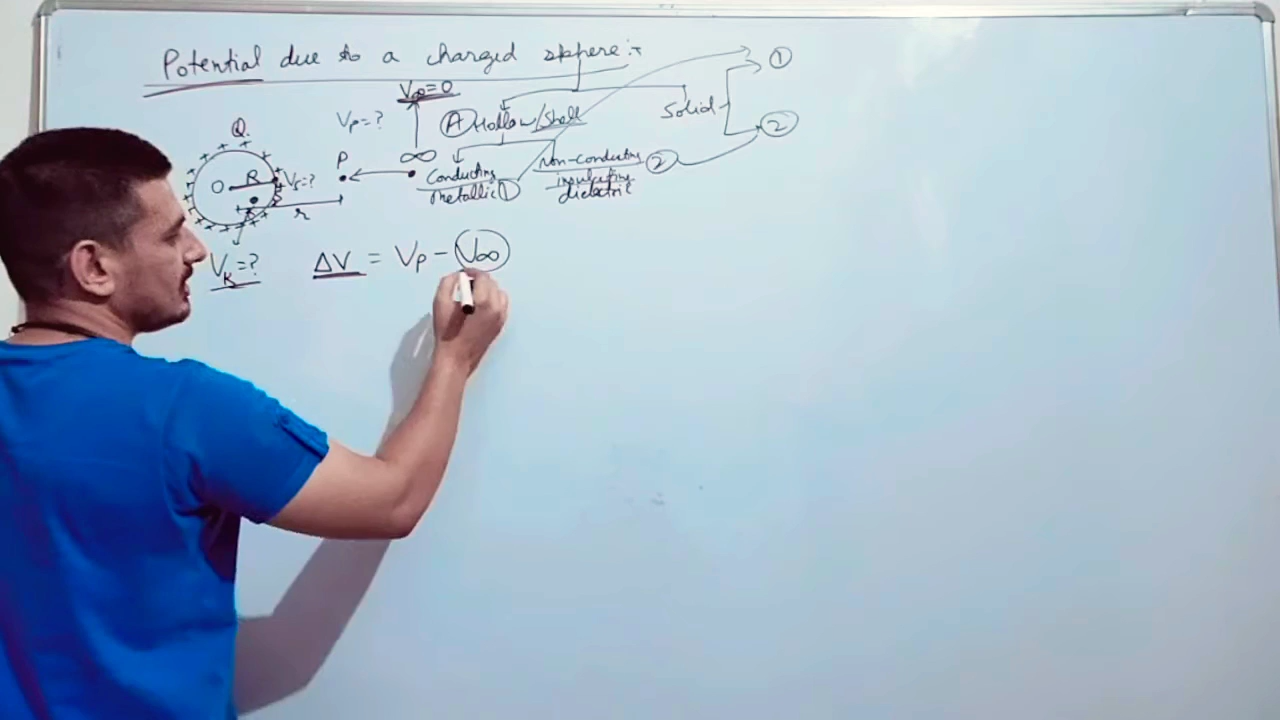 Potential due to a charged sphere :-
①
V∞ = 0
Q
Vp = ?
Ⓐ Hollow/Shell
Solid
②
P
∞
Conducting
metallic ①
Non-conducting
insulating
dielectric
②
O R Vs = ?
r
VK = ?
ΔV = Vp - V∞